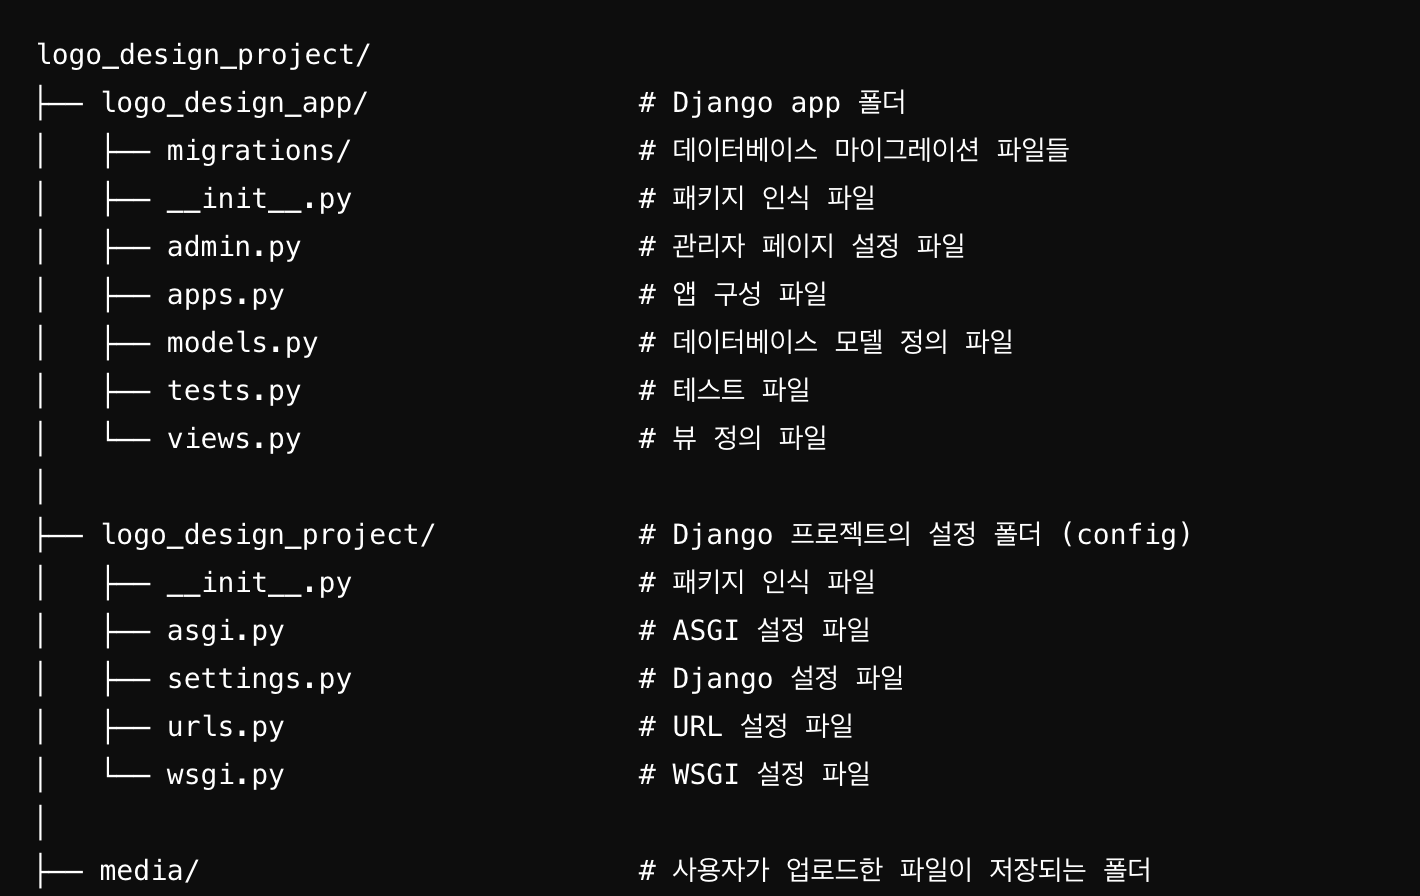 logo_design_project/
├── logo_design_app/                # Django app 폴더
│   ├── migrations/                 # 데이터베이스 마이그레이션 파일들
│   ├── __init__.py                 # 패키지 인식 파일
│   ├── admin.py                    # 관리자 페이지 설정 파일
│   ├── apps.py                     # 앱 구성 파일
│   ├── models.py                   # 데이터베이스 모델 정의 파일
│   ├── tests.py                    # 테스트 파일
│   └── views.py                    # 뷰 정의 파일
│
├── logo_design_project/            # Django 프로젝트의 설정 폴더 (config)
│   ├── __init__.py                 # 패키지 인식 파일
│   ├── asgi.py                     # ASGI 설정 파일
│   ├── settings.py                 # Django 설정 파일
│   ├── urls.py                     # URL 설정 파일
│   └── wsgi.py                     # WSGI 설정 파일
│
├── media/                          # 사용자가 업로드한 파일이 저장되는 폴더